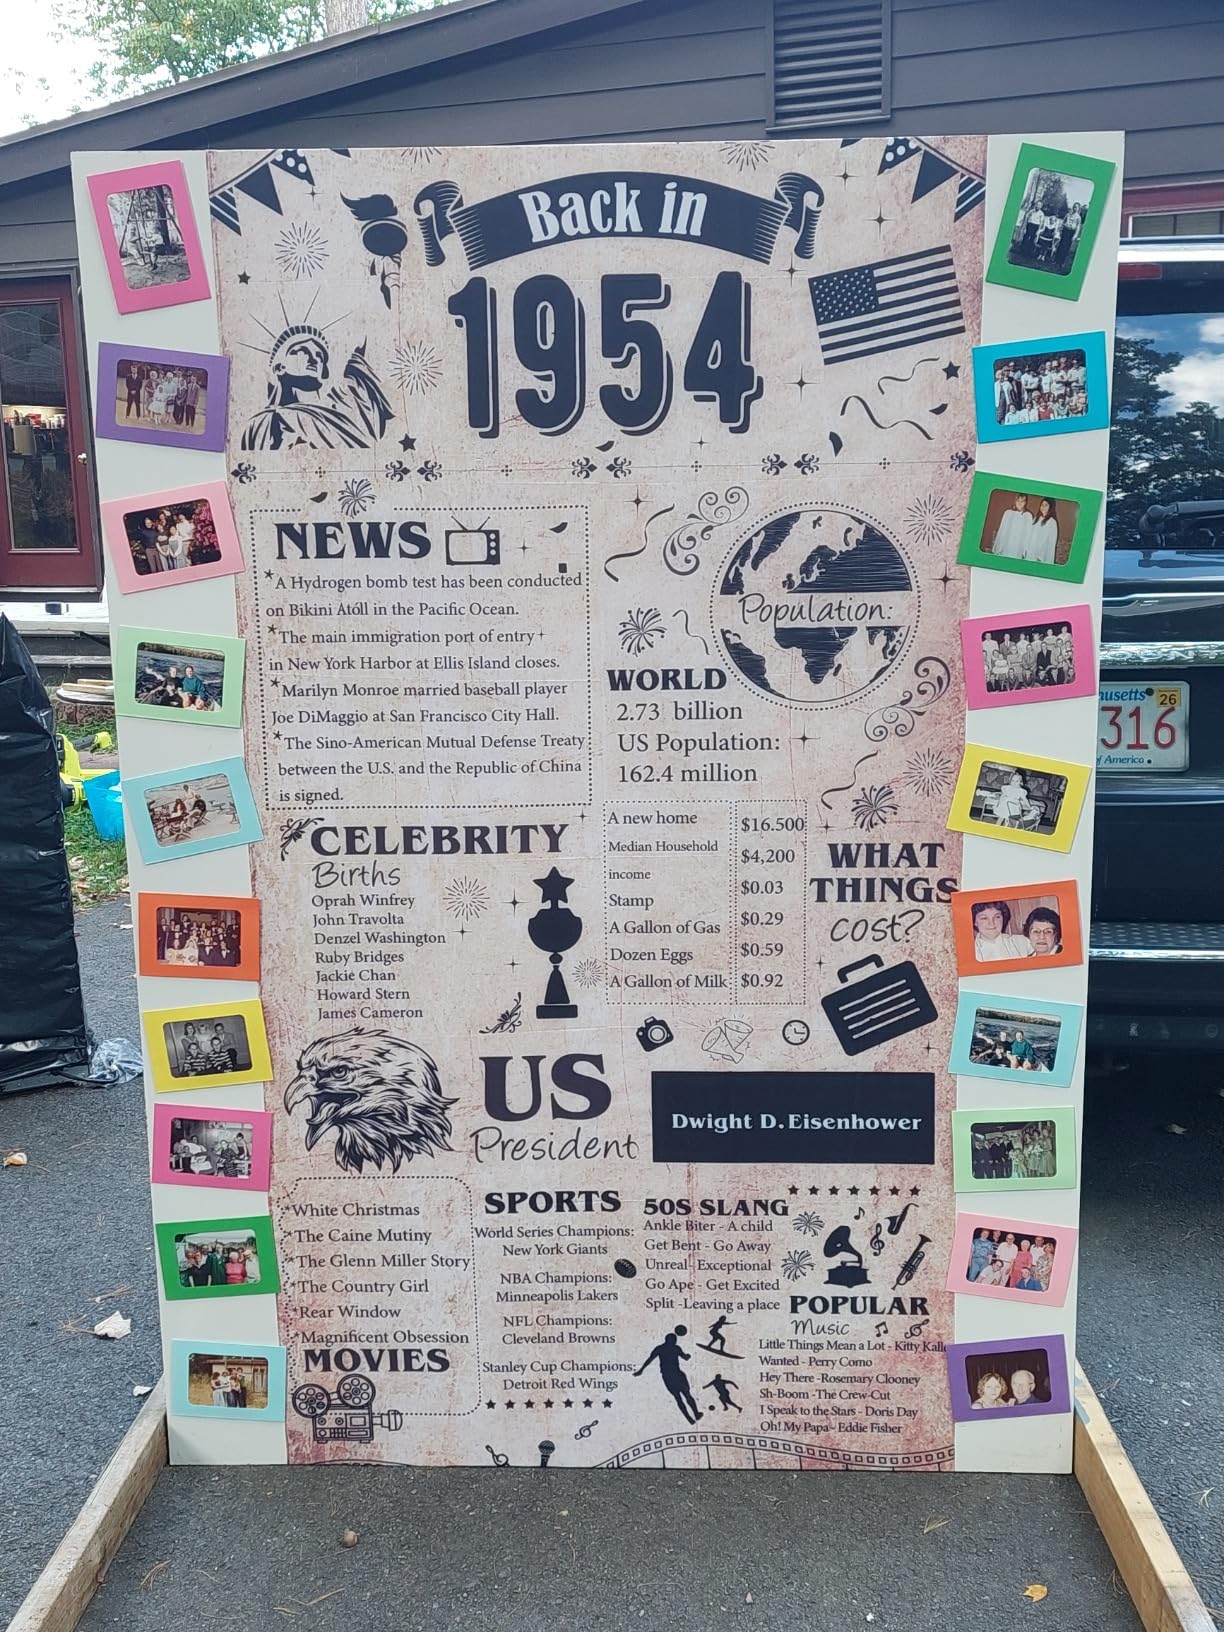 Back in
1954
NEWS
*A Hydrogen bomb test has been conducted
on Bikini Atoll in the Pacific Ocean.
*The main immigration port of entry
in New York Harbor at Ellis Island closes.
*Marilyn Monroe married baseball player
Joe DiMaggio at San Francisco City Hall.
*The Sino-American Mutual Defense Treaty
between the U.S. and the Republic of China
is signed.
Population:
WORLD
2.73 billion
US Population:
162.4 million
CELEBRITY
Births
Oprah Winfrey
John Travolta
Denzel Washington
Ruby Bridges
Jackie Chan
Howard Stern
James Cameron
A new home $16.500
Median Household
income $4,200
Stamp $0.03
A Gallon of Gas $0.29
Dozen Eggs $0.59
A Gallon of Milk $0.92
WHAT
THINGS
cost?
US
President
Dwight D. Eisenhower
*White Christmas
*The Caine Mutiny
*The Glenn Miller Story
*The Country Girl
*Rear Window
*Magnificent Obsession
MOVIES
SPORTS
World Series Champions:
New York Giants
NBA Champions:
Minneapolis Lakers
NFL Champions:
Cleveland Browns
Stanley Cup Champions:
Detroit Red Wings
50S SLANG
Ankle Biter - A child
Get Bent - Go Away
Unreal - Exceptional
Go Ape - Get Excited
Split -Leaving a place
POPULAR
Music
Little Things Mean a Lot - Kitty Kalle
Wanted - Perry Como
Hey There -Rosemary Clooney
Sh-Boom -The Crew-Cut
I Speak to the Stars - Doris Day
Oh! My Papa- Eddie Fisher
usetts 26
316
of America